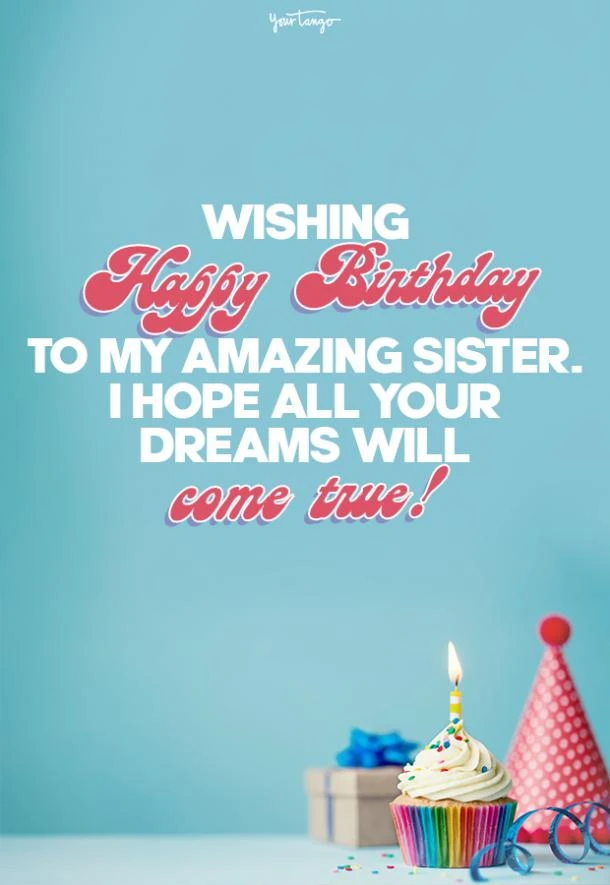 YourTango
WISHING
Happy Birthday
TO MY AMAZING SISTER.
I HOPE ALL YOUR
DREAMS WILL
come true!